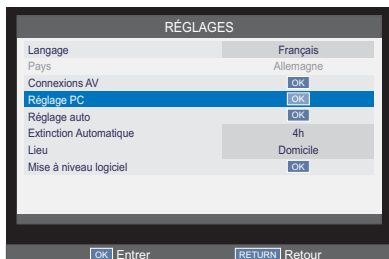 RÉGLAGES
Langage Français
Pays Allemagne
Connexions AV OK
Réglage PC OK
Réglage auto OK
Extinction Automatique 4h
Lieu Domicile
Mise à niveau logiciel OK
OK Entrer RETURN Retour